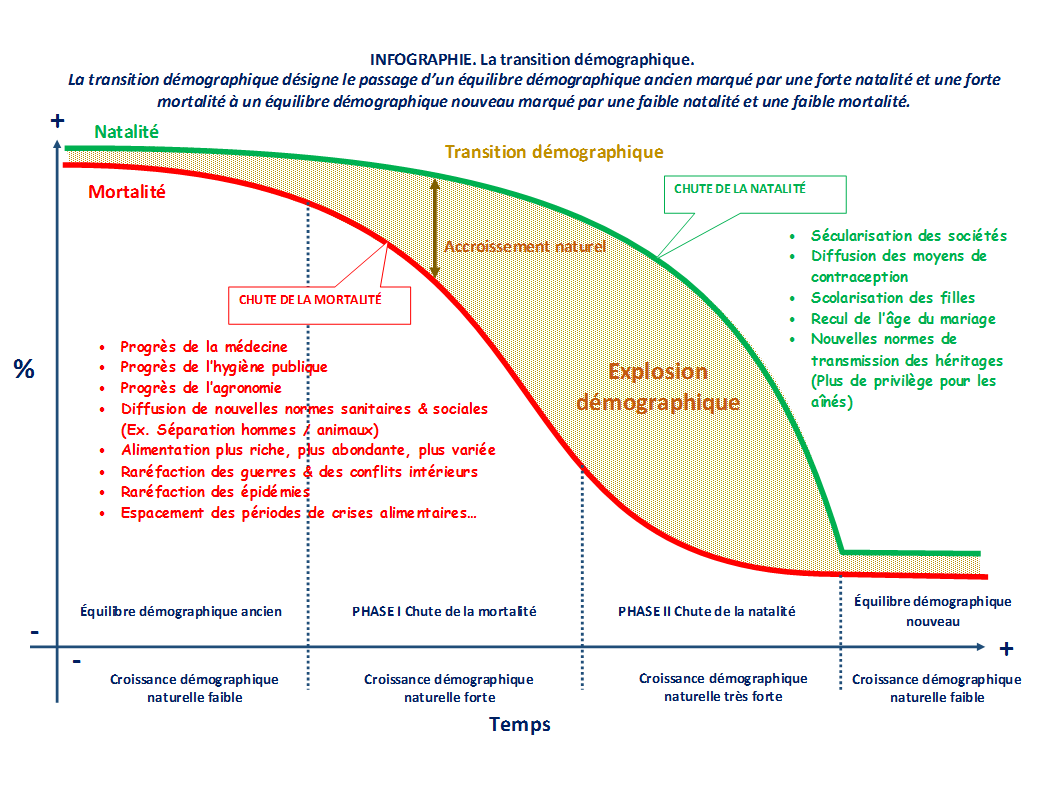 INFOGRAPHIE. La transition démographique.
La transition démographique désigne le passage d'un équilibre démographique ancien marqué par une forte natalité et une forte
mortalité à un équilibre démographique nouveau marqué par une faible natalité et une faible mortalité.
+
Natalité
Transition démographique
Mortalité
CHUTE DE LA NATALITÉ
Accroissement naturel
CHUTE DE LA MORTALITÉ
• Sécularisation des sociétés
• Diffusion des moyens de
contraception
• Scolarisation des filles
• Recul de l'âge du mariage
• Nouvelles normes de
transmission des héritages
(Plus de privilège pour les
aînés)
%
• Progrès de la médecine
• Progrès de l'hygiène publique
• Progrès de l'agronomie
• Diffusion de nouvelles normes sanitaires & sociales
(Ex. Séparation hommes / animaux)
• Alimentation plus riche, plus abondante, plus variée
• Raréfaction des guerres & des conflits intérieurs
• Raréfaction des épidémies
• Espacement des périodes de crises alimentaires…
Explosion
démographique
Équilibre démographique ancien
PHASE I Chute de la mortalité
PHASE II Chute de la natalité
Équilibre démographique
nouveau
-
-
+
Croissance démographique
naturelle faible
Croissance démographique
naturelle forte
Croissance démographique
naturelle très forte
Croissance démographique
naturelle faible
Temps